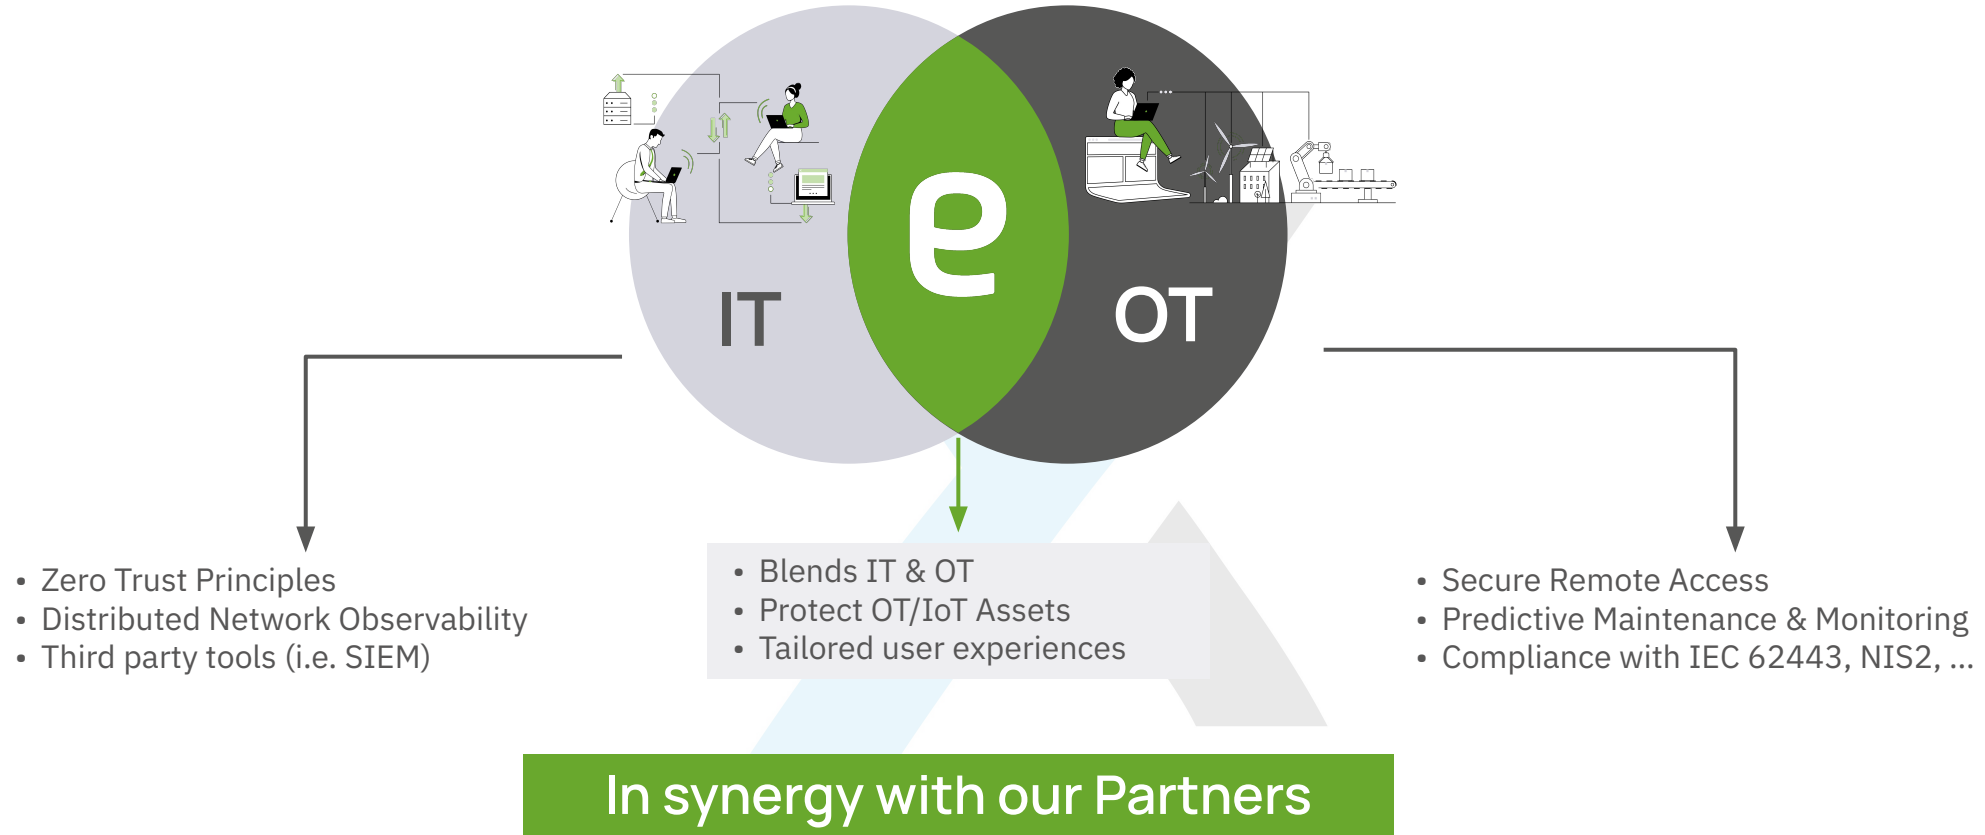 e
IT
OT
• Zero Trust Principles
• Distributed Network Observability
• Third party tools (i.e. SIEM)
• Blends IT & OT
• Protect OT/IoT Assets
• Tailored user experiences
• Secure Remote Access
• Predictive Maintenance & Monitoring
• Compliance with IEC 62443, NIS2, ...
In synergy with our Partners